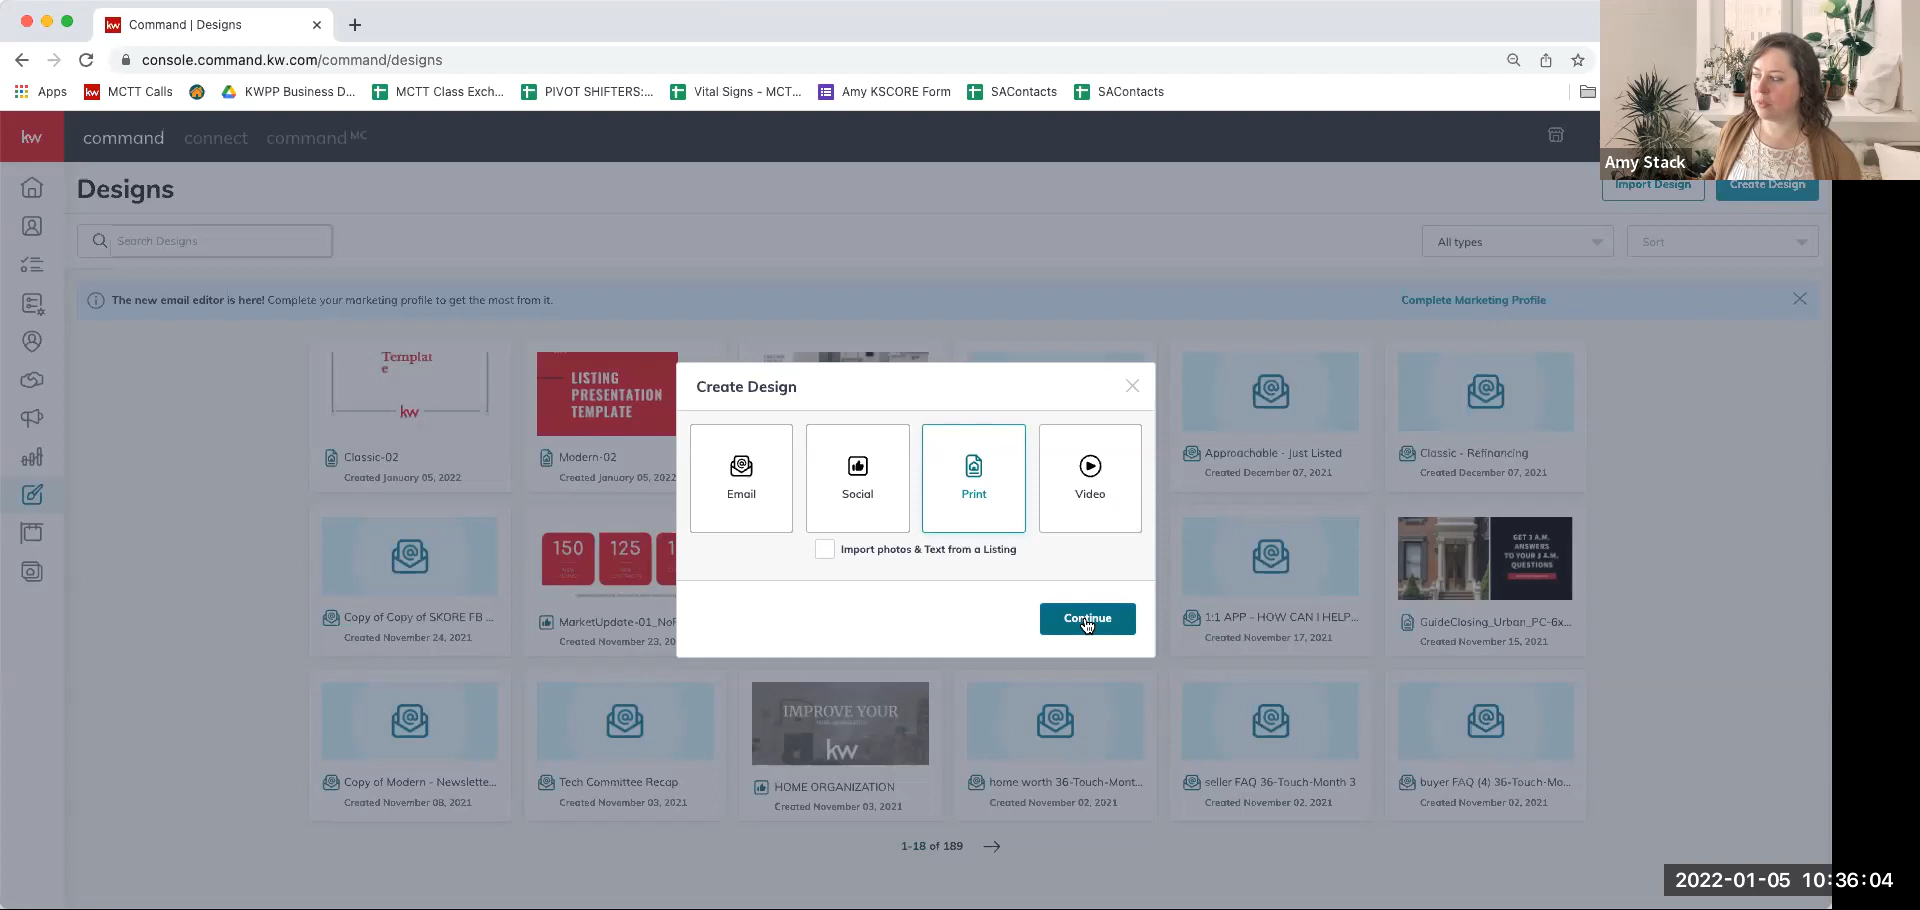 kw Command | Designs
console.command.kw.com/command/designs
Apps kw MCTT Calls KWPP Business D... MCTT Class Exch... PIVOT SHIFTERS:... Vital Signs - MCT... Amy KSCORE Form SAContacts SAContacts
Amy Stack
kw command connect command MC
Designs
Import Design Create Design
Search Designs
All types Sort
The new email editor is here! Complete your marketing profile to get the most from it. Complete Marketing Profile
Templat
e
kw
LISTING
PRESENTATION
TEMPLATE
Create Design
Email Social Print Video
Import photos & Text from a Listing
Continue
Classic-02
Created January 05, 2022
Modern-02
Created January 05, 2022
Approachable - Just Listed
Created December 07, 2021
Classic - Refinancing
Created December 07, 2021
150 125 1
GET 3 A.M.
ANSWERS
TO YOUR 3 A.M.
QUESTIONS
Copy of Copy of SKORE FB ...
Created November 24, 2021
MarketUpdate-01_NoF
Created November 23, 20
1:1 APP - HOW CAN I HELP...
Created November 17, 2021
GuideClosing_Urban_PC-6x...
Created November 15, 2021
IMPROVE YOUR
kw
Copy of Modern - Newslette...
Created November 08, 2021
Tech Committee Recap
Created November 03, 2021
HOME ORGANIZATION
Created November 03, 2021
home worth 36-Touch-Mont...
Created November 02, 2021
seller FAQ 36-Touch-Month 3
Created November 02, 2021
buyer FAQ (4) 36-Touch-Mo...
Created November 02, 2021
1-18 of 189
2022-01-05 10:36:04